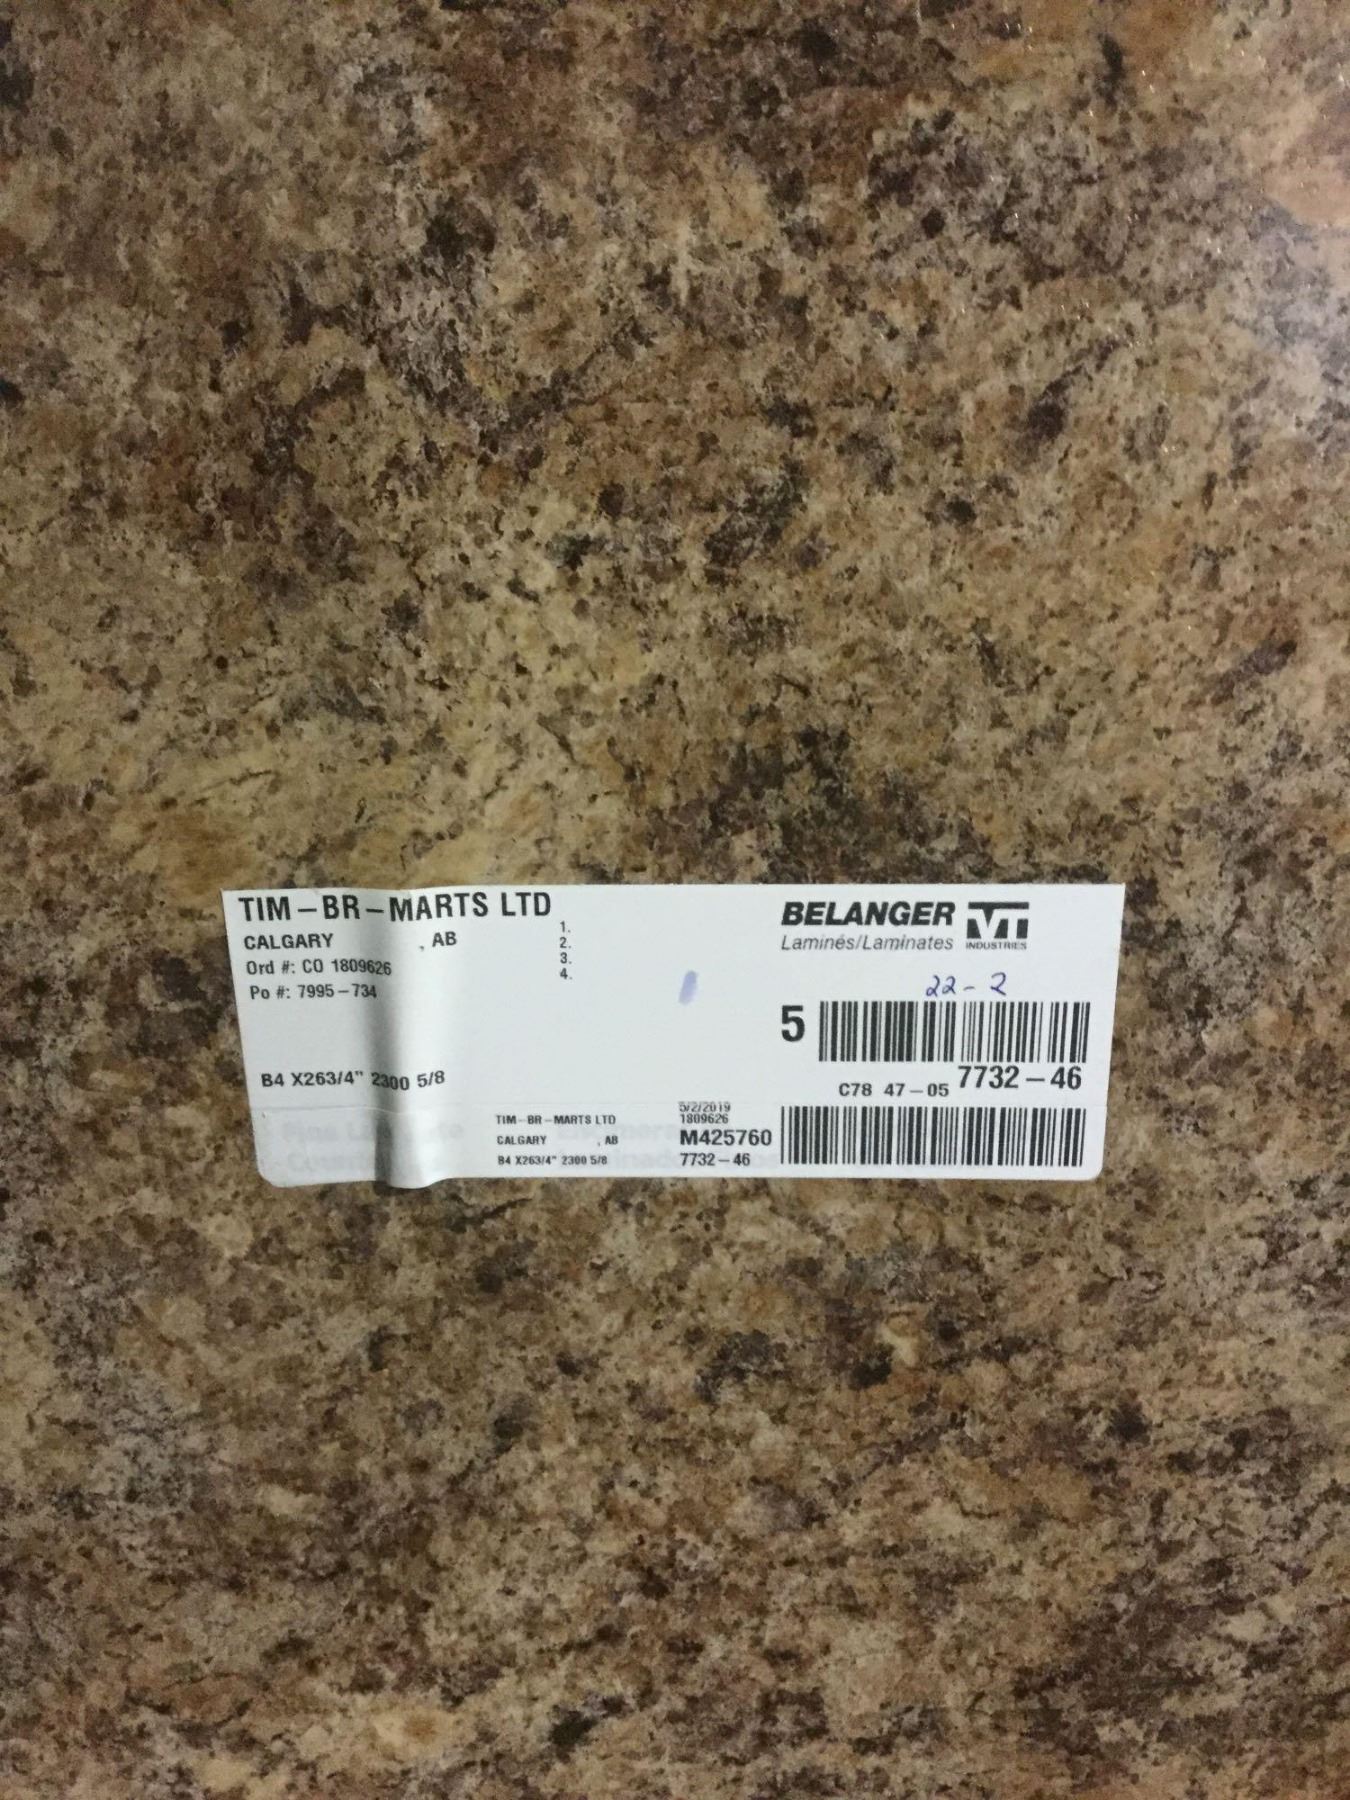 TIM-BR-MARTS LTD
CALGARY , AB
Ord #: CO 1809626
Po #: 7995-734
1.
2.
3.
4.
BELANGER VT
Laminés/Laminates INDUSTRIES
22-2
5
B4 X263/4" 2300 5/8
C78 47-05 7732-46
5/2/2019
TIM-BR-MARTS LTD 1809626
CALGARY , AB M425760
B4 X263/4" 2300 5/8 7732-46